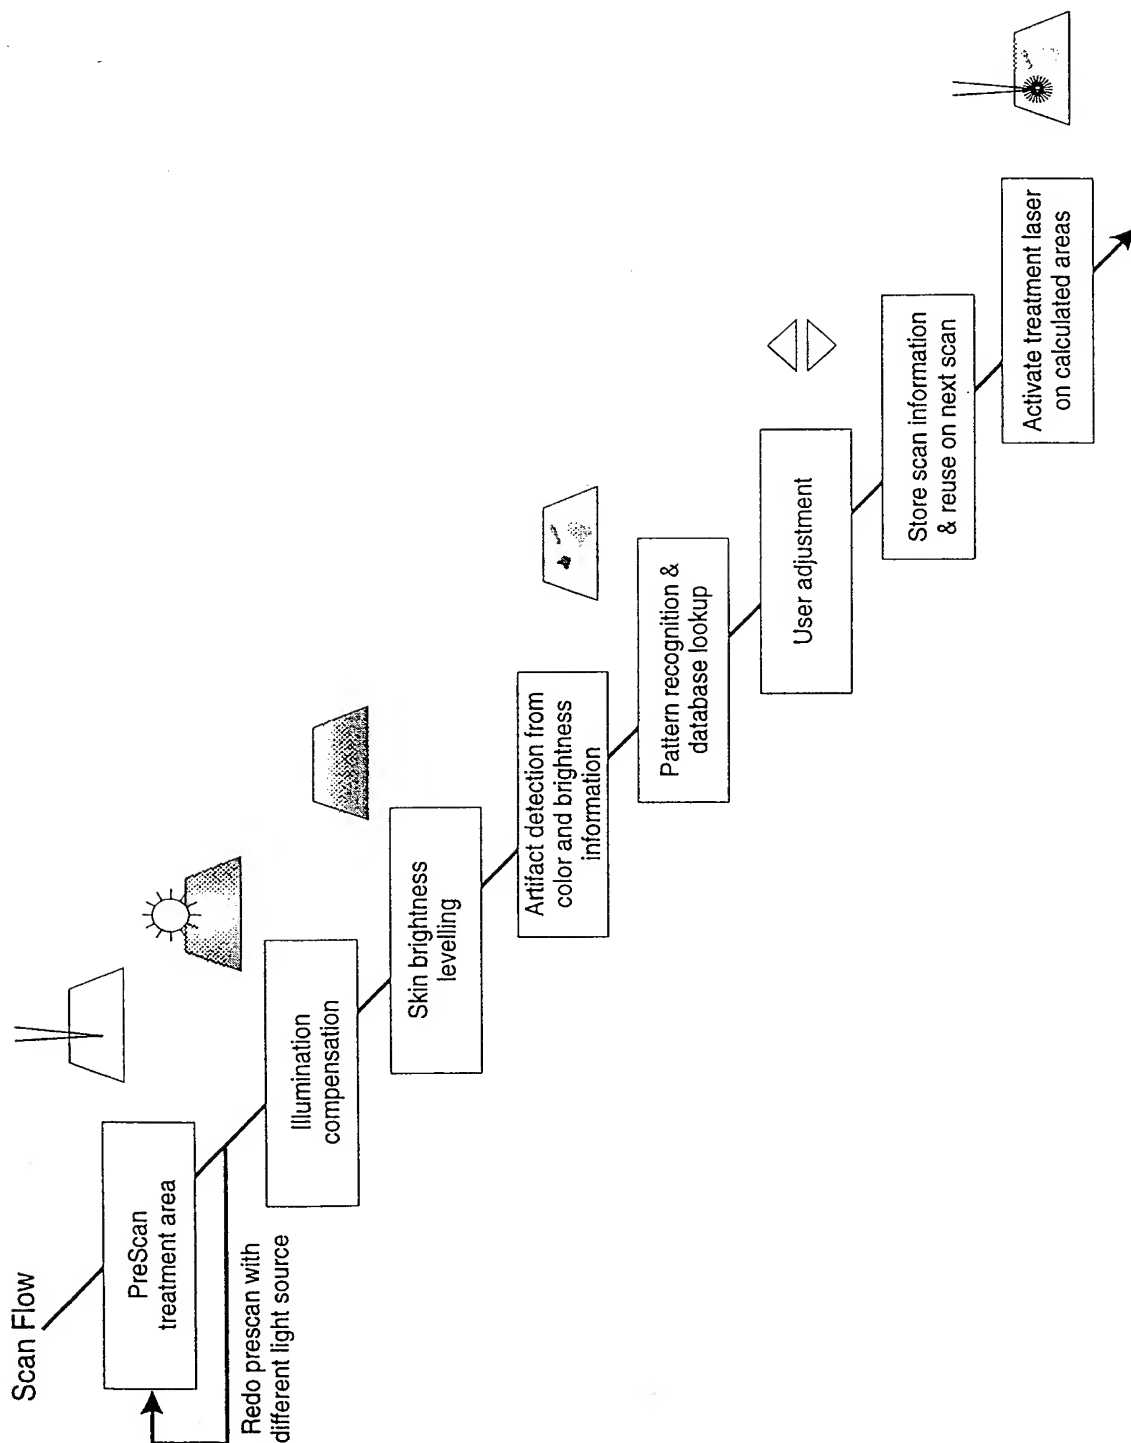 Scan Flow
PreScan
treatment area
Redo prescan with
different light source
Illumination
compensation
Skin brightness
levelling
Artifact detection from
color and brightness
information
Pattern recognition &
database lookup
User adjustment
Store scan information
& reuse on next scan
Activate treatment laser
on calculated areas